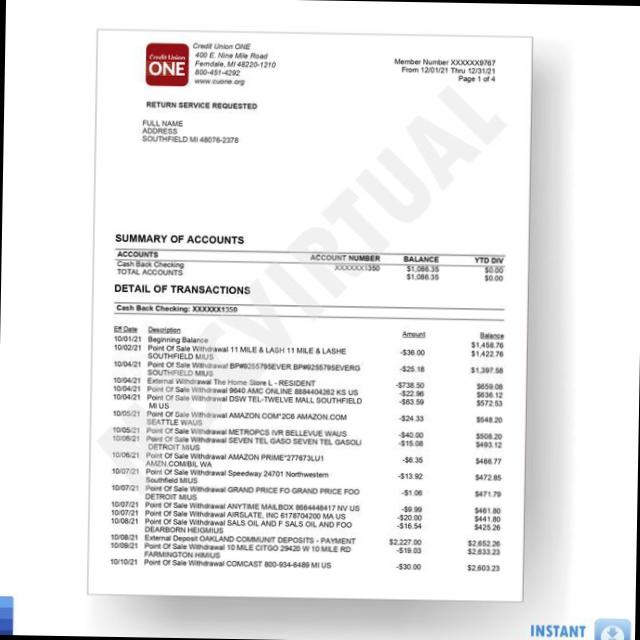 Credit Union
ONE
Credit Union ONE
400 E. Nine Mile Road
Ferndale, MI 48220-1210
800-451-4292
www.cuone.org
Member Number XXXXXX9767
From 12/01/21 Thru 12/31/21
Page 1 of 4
RETURN SERVICE REQUESTED
FULL NAME
ADDRESS
SOUTHFIELD MI 48076-2378
VIRTUAL
SUMMARY OF ACCOUNTS
ACCOUNTS ACCOUNT NUMBER BALANCE YTD DIV
Cash Back Checking XXXXXX1350 $1,086.35 $0.00
TOTAL ACCOUNTS $1,086.35 $0.00
DETAIL OF TRANSACTIONS
Cash Back Checking: XXXXXX1350
Eff Date Description Amount Balance
10/01/21 Beginning Balance $1,458.76
10/02/21 Point Of Sale Withdrawal 11 MILE & LASH 11 MILE & LASHE -$36.00 $1,422.76
SOUTHFIELD MIUS
10/04/21 Point Of Sale Withdrawal BP#9255795EVER BP#9255795EVERG -$25.18 $1,397.58
SOUTHFIELD MIUS
10/04/21 External Withdrawal The Home Store L - RESIDENT -$738.50 $659.08
10/04/21 Point Of Sale Withdrawal 9640 AMC ONLINE 8884404262 KS US -$22.96 $636.12
10/04/21 Point Of Sale Withdrawal DSW TEL-TWELVE MALL SOUTHFIELD -$63.59 $572.53
MI US
10/05/21 Point Of Sale Withdrawal AMAZON.COM*2C6 AMAZON.COM -$24.33 $548.20
SEATTLE WAUS
10/05/21 Point Of Sale Withdrawal METROPCS IVR BELLEVUE WAUS -$40.00 $508.20
10/06/21 Point Of Sale Withdrawal SEVEN TEL GASO SEVEN TEL GASOLI -$15.08 $493.12
DETROIT MIUS
10/06/21 Point Of Sale Withdrawal AMAZON PRIME*277673LU1 -$6.35 $486.77
AMZN.COM/BIL WA
10/07/21 Point Of Sale Withdrawal Speedway 24701 Northwestern -$13.92 $472.85
Southfield MIUS
10/07/21 Point Of Sale Withdrawal GRAND PRICE FO GRAND PRICE FOO -$1.06 $471.79
DETROIT MIUS
10/07/21 Point Of Sale Withdrawal ANYTIME MAILBOX 8664448417 NV US -$9.99 $461.80
10/07/21 Point Of Sale Withdrawal AIRSLATE, INC 6178704200 MA US -$20.00 $441.80
10/08/21 Point Of Sale Withdrawal SALS OIL AND F SALS OIL AND FOO -$16.54 $425.26
DEARBORN HEIGMIUS
10/08/21 External Deposit OAKLAND COMMUNIT DEPOSITS - PAYMENT $2,227.00 $2,652.26
10/09/21 Point Of Sale Withdrawal 10 MILE CITGO 29420 W 10 MILE RD -$19.03 $2,633.23
FARMINGTON HIMIUS
10/10/21 Point Of Sale Withdrawal COMCAST 800-934-6489 MI US -$30.00 $2,603.23
INSTANT